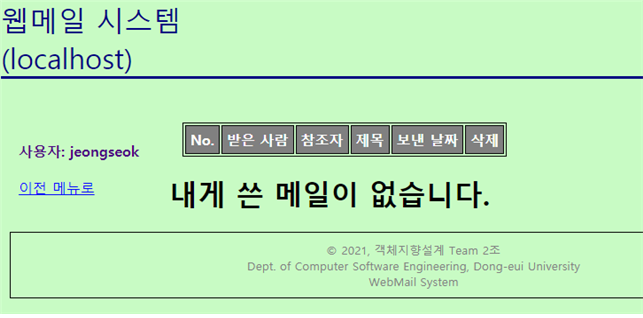 웹메일 시스템
(localhost)
사용자: jeongseok
이전 메뉴로
No. 받은 사람 참조자 제목 보낸 날짜 삭제
내게 쓴 메일이 없습니다.
© 2021, 객체지향설계 Team 2조
Dept. of Computer Software Engineering, Dong-eui University
WebMail System